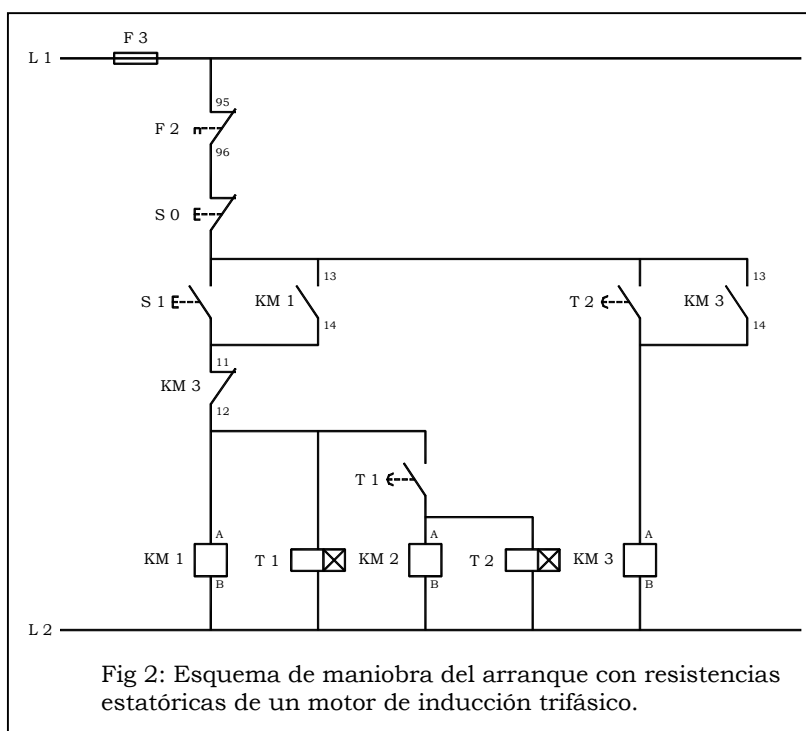 F 3
L 1
95
F 2
96
S 0
13 13
S 1 KM 1 T 2 KM 3
14 14
11
KM 3
12
T 1
A A A
KM 1 T 1 KM 2 T 2 KM 3
B B B
L 2
Fig 2: Esquema de maniobra del arranque con resistencias
estatóricas de un motor de inducción trifásico.